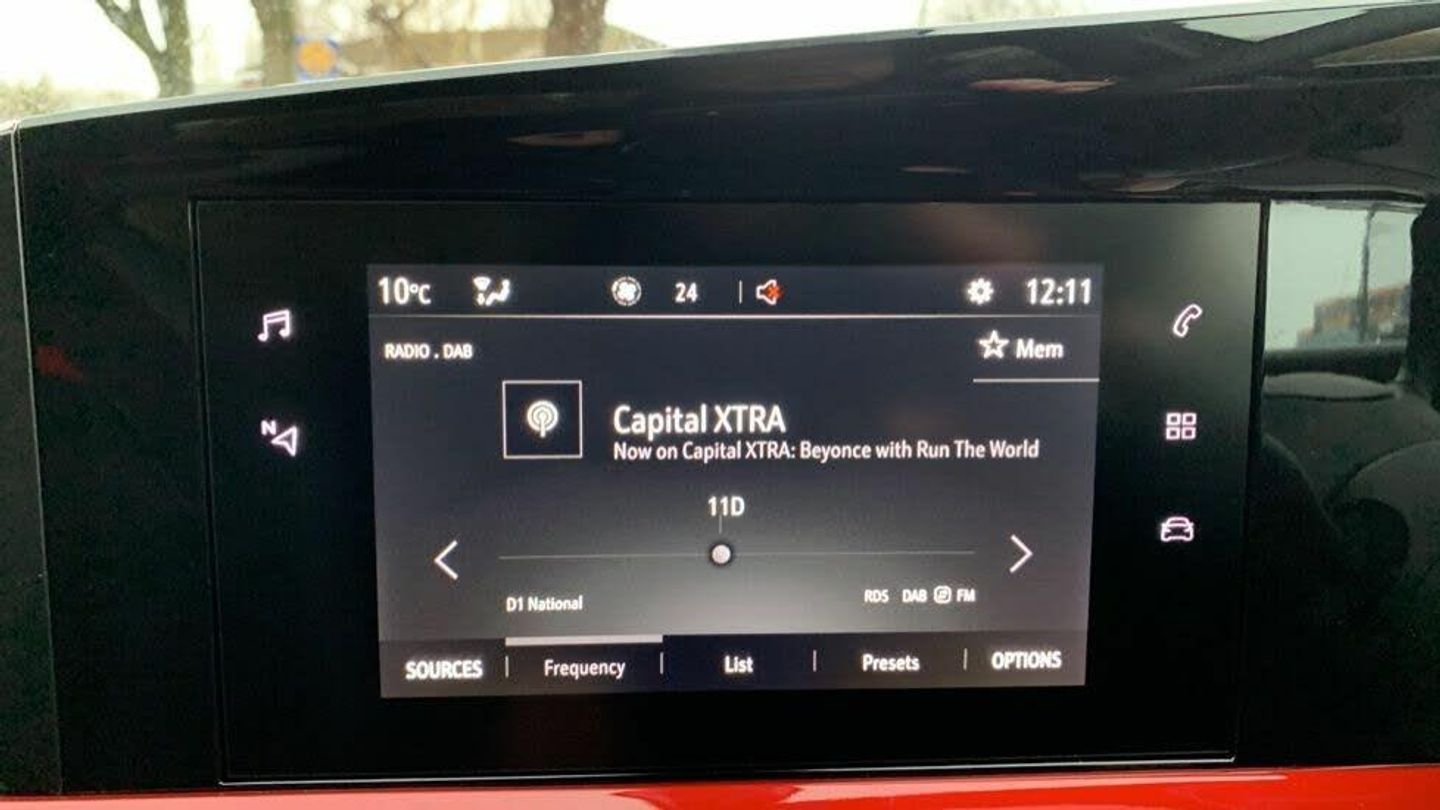 10°C 24 12:11
RADIO . DAB
Mem
Capital XTRA
Now on Capital XTRA: Beyonce with Run The World
N
11D
D1 National
RDS DAB FM
SOURCES Frequency List Presets OPTIONS